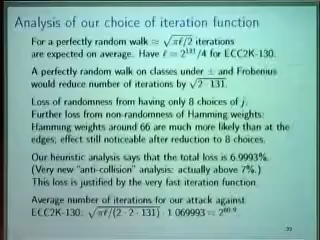 Analysis of our choice of iteration function
For a perfectly random walk ≈ √πℓ/2 iterations
are expected on average. Have ℓ ≈ 2^131/4 for ECC2K-130.
A perfectly random walk on classes under ± and Frobenius
would reduce number of iterations by √2 · 131.
Loss of randomness from having only 8 choices of j.
Further loss from non-randomness of Hamming weights:
Hamming weights around 66 are much more likely than at the
edges; effect still noticeable after reduction to 8 choices.
Our heuristic analysis says that the total loss is 6.9993%.
(Very new "anti-collision" analysis: actually above 7%.)
This loss is justified by the very fast iteration function.
Average number of iterations for our attack against
ECC2K-130: √πℓ/(2 · 2 · 131) · 1.069993 ≈ 2^60.9.